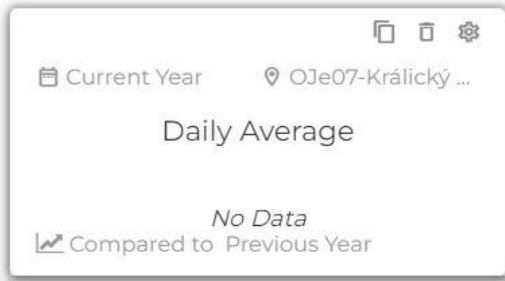 Current Year OJe07-Králický ...
Daily Average
No Data
Compared to Previous Year